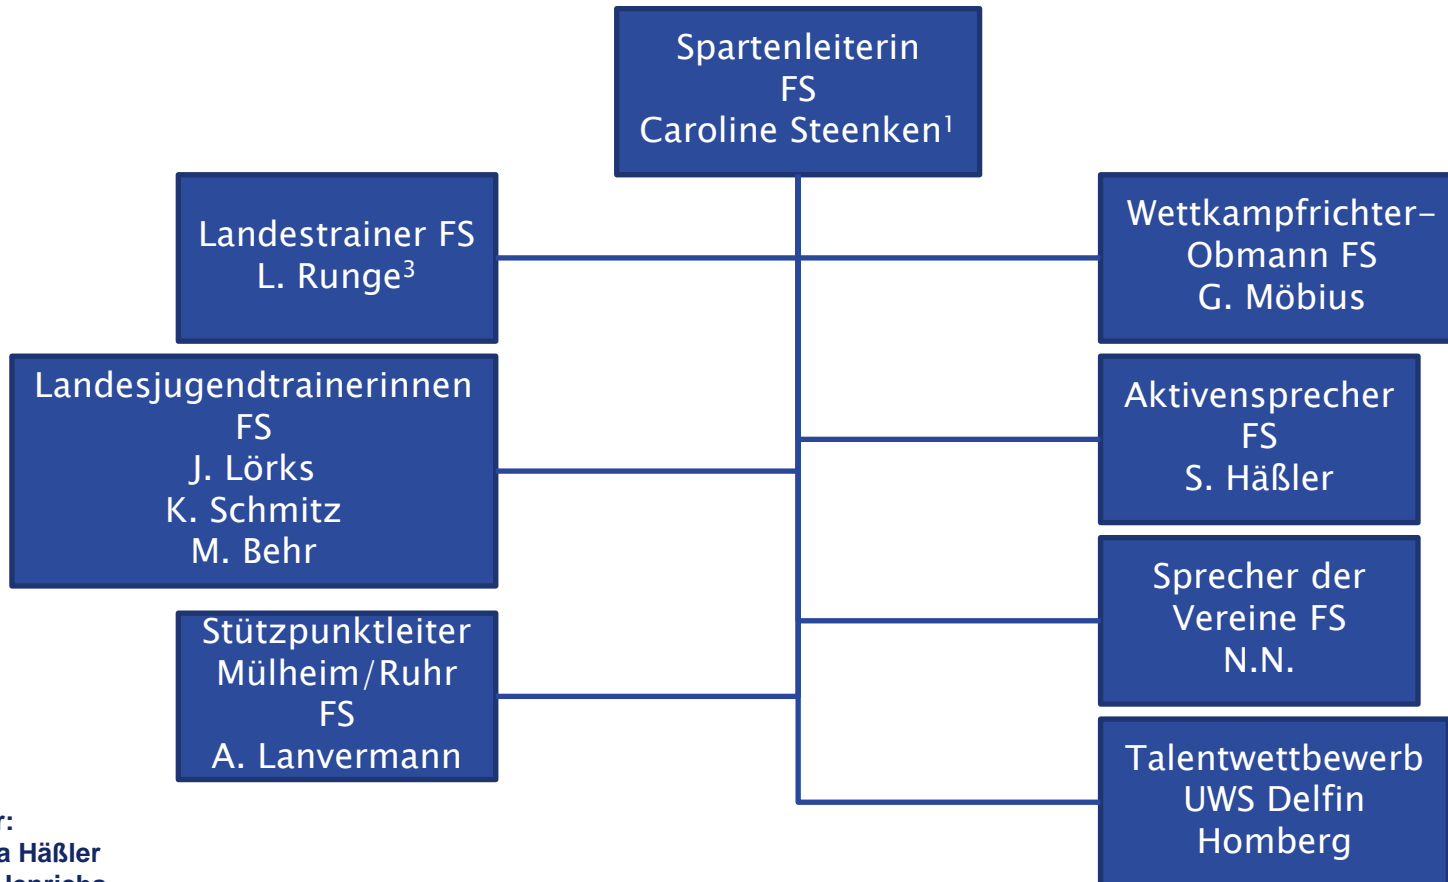 Spartenleiterin
FS
Caroline Steenken¹
Landestrainer FS
L. Runge³
Wettkampfrichter-
Obmann FS
G. Möbius
Landesjugendtrainerinnen
FS
J. Lörks
K. Schmitz
M. Behr
Aktivensprecher
FS
S. Häßler
Sprecher der
Vereine FS
N.N.
Stützpunktleiter
Mülheim/Ruhr
FS
A. Lanvermann
Talentwettbewerb
UWS Delfin
Homberg
Häßler